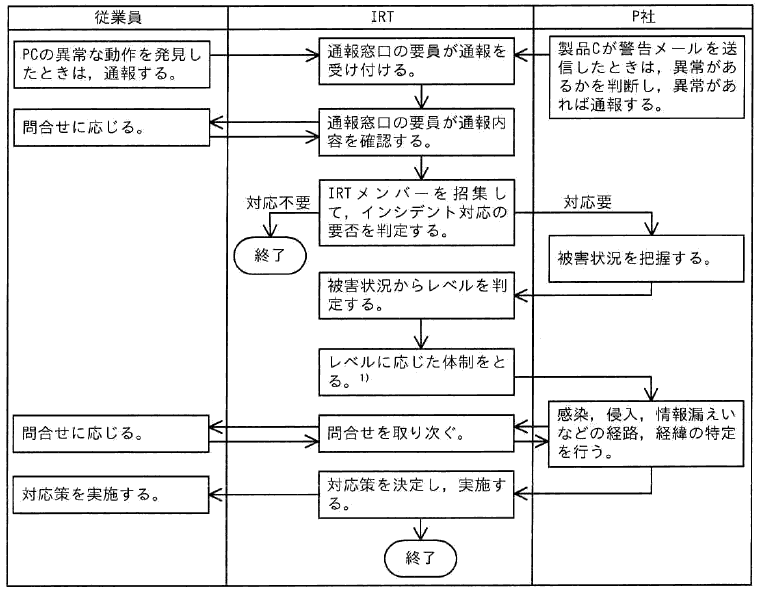 従業員
IRT
P社
PCの異常な動作を発見し
たときは，通報する。
通報窓口の要員が通報を
受け付ける。
製品Cが警告メールを送
信したときは，異常があ
るかを判断し，異常があ
れば通報する。
問合せに応じる。
通報窓口の要員が通報内
容を確認する。
対応不要
IRTメンバーを招集し
て，インシデント対応の
要否を判定する。
対応要
終了
被害状況を把握する。
被害状況からレベルを判
定する。
レベルに応じた体制をと
る。1)
問合せに応じる。
問合せを取り次ぐ。
感染，侵入，情報漏えい
などの経路，経緯の特定
を行う。
対応策を実施する。
対応策を決定し，実施す
る。
終了